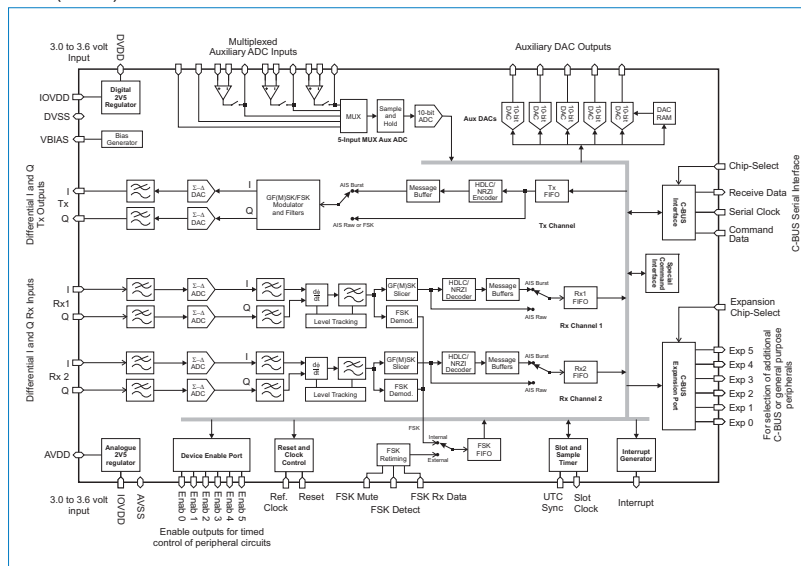 3.0 to 3.6 volt
Input
DVDD
Multiplexed
Auxiliary ADC Inputs
Auxiliary DAC Outputs
IOVDD
DVSS
VBIAS
Digital
2V5
Regulator
Bias
Generator
MUX
Sample
and
Hold
10-bit
ADC
5-Input MUX Aux ADC
Aux DACs
10-bit
DAC
10-bit
DAC
10-bit
DAC
10-bit
DAC
10-bit
DAC
DAC
RAM
Differential I and Q
Tx Outputs
I
Tx
Q
Σ–Δ
DAC
Σ–Δ
DAC
I
Q
GF(M)SK/FSK
Modulator
and Filters
AIS Burst
AIS Raw or FSK
Message
Buffer
HDLC/
NRZI
Encoder
Tx
FIFO
Tx Channel
C-BUS
Interface
Chip-Select
Receive Data
Serial Clock
Command
Data
C-BUS Serial Interface
Special
Command
Interface
Differential I and Q Rx Inputs
I
Rx1
Q
Σ–Δ
ADC
Σ–Δ
ADC
I
Q
dø
dt
Level Tracking
GF(M)SK
Slicer
FSK
Demod.
HDLC/
NRZI
Decoder
Message
Buffers
AIS Burst
AIS Raw
Rx1
FIFO
Rx Channel 1
I
Rx 2
Q
Σ–Δ
ADC
Σ–Δ
ADC
I
Q
dø
dt
Level Tracking
GF(M)SK
Slicer
FSK
Demod.
HDLC/
NRZI
Decoder
Message
Buffers
AIS Burst
AIS Raw
Rx2
FIFO
Rx Channel 2
Expansion
Chip-Select
C-BUS
Expansion Port
Exp 5
Exp 4
Exp 3
Exp 2
Exp 1
Exp 0
For selection of additional
C-BUS or general purpose
peripherals
AVDD
Analogue
2V5
regulator
3.0 to 3.6 volt
input
IOVDD
AVSS
Device Enable Port
Enab 0
Enab 1
Enab 2
Enab 3
Enab 4
Enab 5
Enable outputs for timed
control of peripheral circuits
Reset and
Clock
Control
Ref.
Clock
Reset
FSK
FSK
Retiming
Internal
External
FSK
FIFO
FSK Mute
FSK Detect
FSK Rx Data
Slot and
Sample
Timer
UTC
Sync
Slot
Clock
Interrupt
Generator
Interrupt